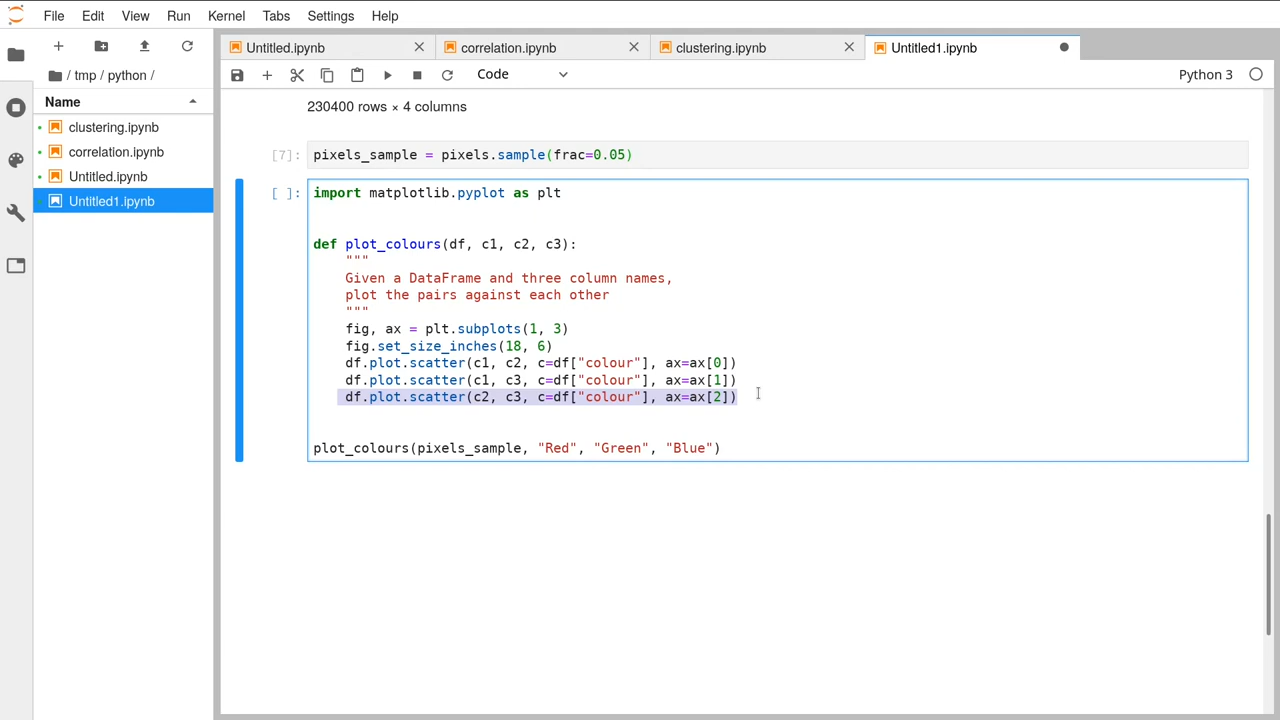 File Edit View Run Kernel Tabs Settings Help
/ tmp / python /
Name
clustering.ipynb
correlation.ipynb
Untitled.ipynb
Untitled1.ipynb
Untitled.ipynb correlation.ipynb clustering.ipynb Untitled1.ipynb
Code Python 3
230400 rows × 4 columns
[7]: pixels_sample = pixels.sample(frac=0.05)
[ ]: import matplotlib.pyplot as plt
def plot_colours(df, c1, c2, c3):
    """
    Given a DataFrame and three column names,
    plot the pairs against each other
    """
    fig, ax = plt.subplots(1, 3)
    fig.set_size_inches(18, 6)
    df.plot.scatter(c1, c2, c=df["colour"], ax=ax[0])
    df.plot.scatter(c1, c3, c=df["colour"], ax=ax[1])
    df.plot.scatter(c2, c3, c=df["colour"], ax=ax[2])
plot_colours(pixels_sample, "Red", "Green", "Blue")